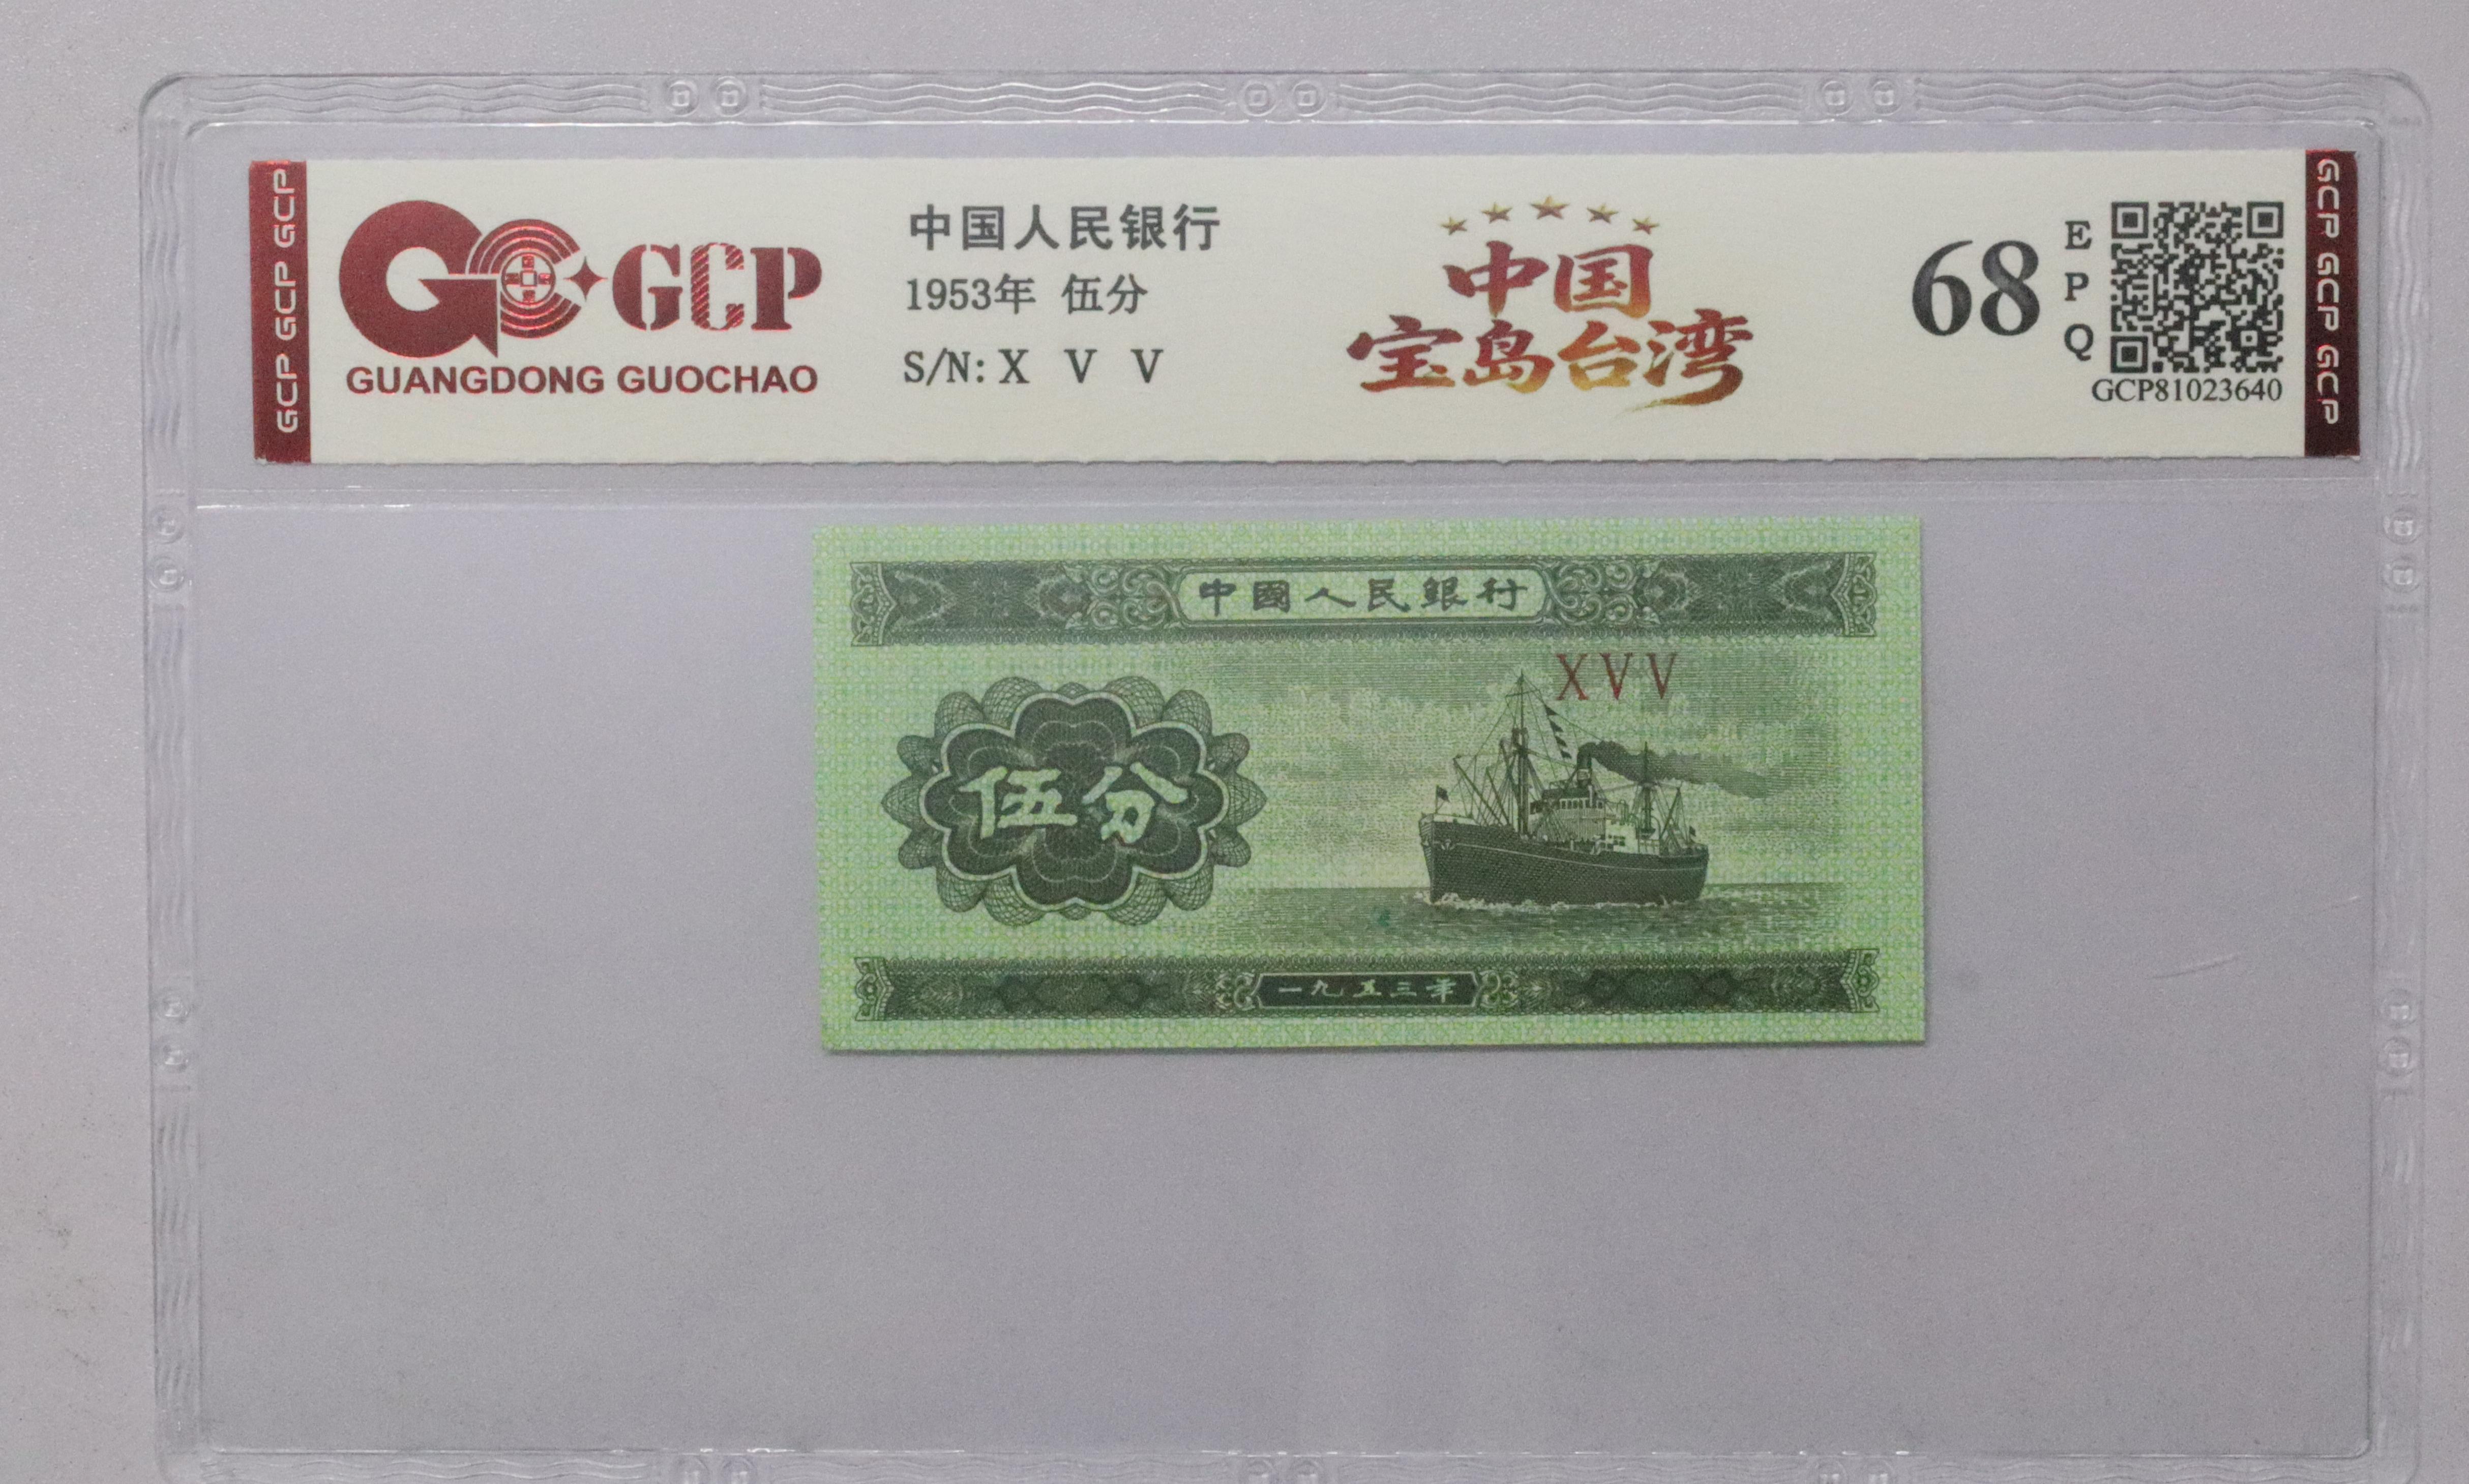 GCP GCP GCP
GCP
GUANGDONG GUOCHAO
中国人民银行
1953年 伍分
S/N: X V V
中国
宝岛台湾
68
EPQ
GCP81023640
GCP GCP GCP
中國人民銀行
XVV
伍分
一九五三年